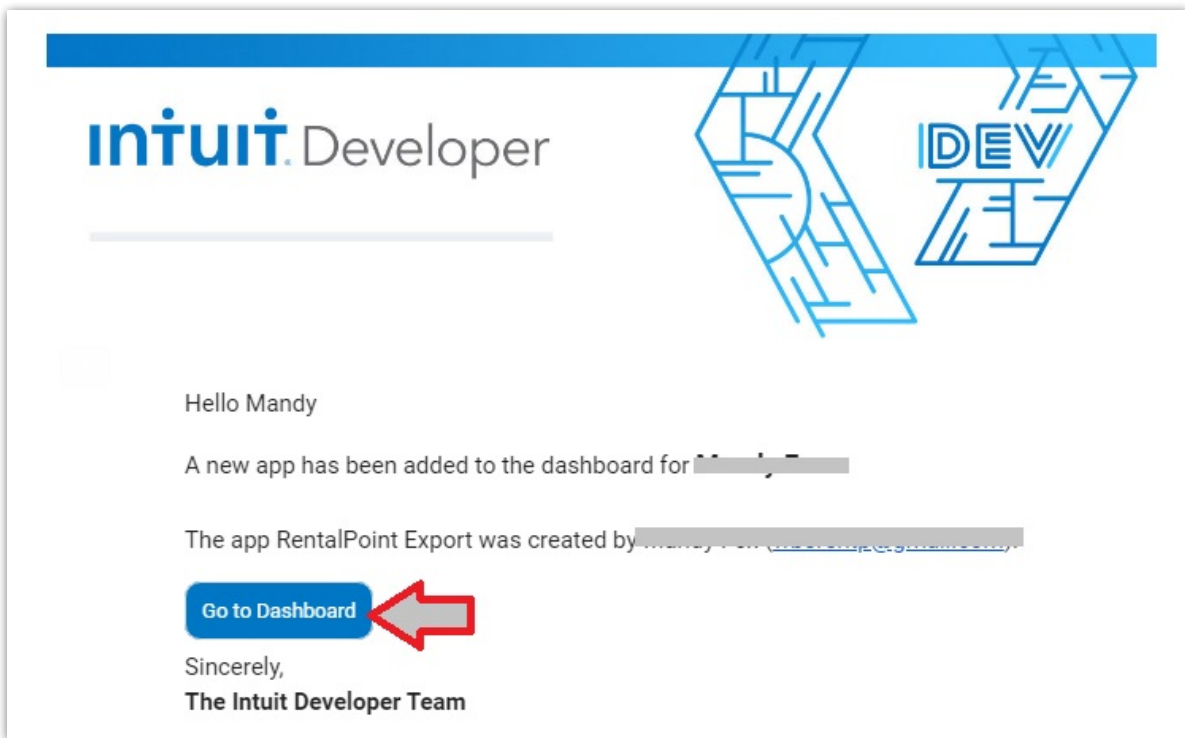 INTUIT Developer
DEV
Hello Mandy
A new app has been added to the dashboard for
The app RentalPoint Export was created by
Go to Dashboard
Sincerely,
The Intuit Developer Team